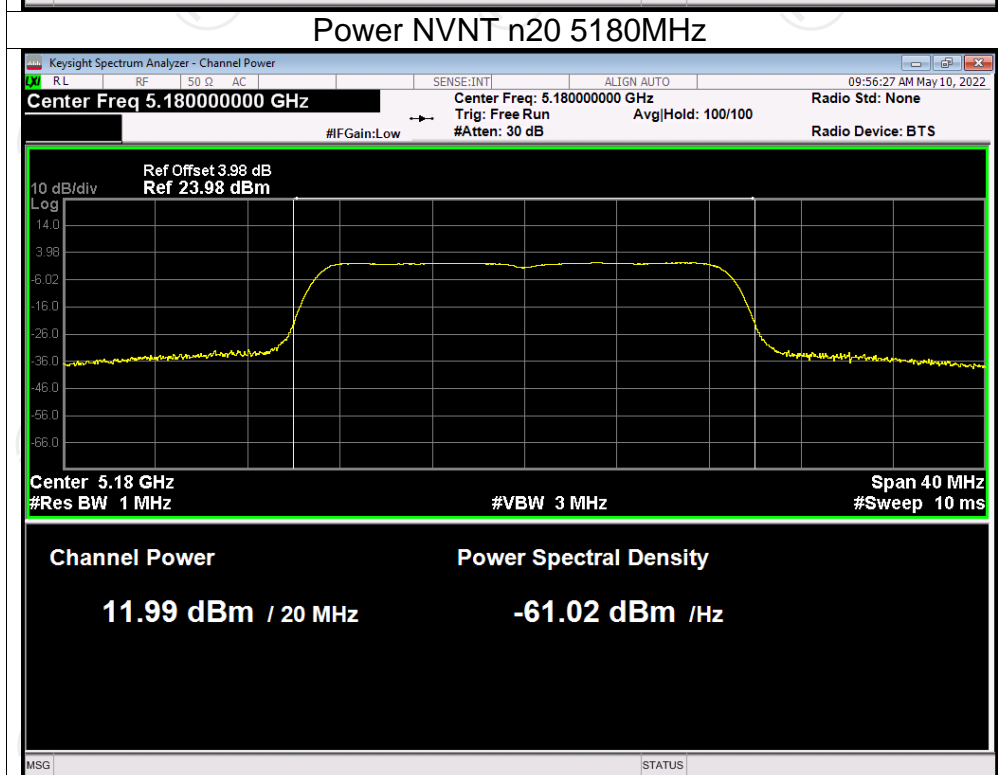 Power NVNT n20 5180MHz
Keysight Spectrum Analyzer - Channel Power
LXI RL RF 50 Ω AC SENSE:INT ALIGN AUTO 09:56:27 AM May 10, 2022
Center Freq 5.180000000 GHz Center Freq: 5.180000000 GHz Radio Std: None
Trig: Free Run Avg|Hold: 100/100
#IFGain:Low #Atten: 30 dB Radio Device: BTS
Ref Offset 3.98 dB
10 dB/div Ref 23.98 dBm
Log
14.0
3.98
-6.02
-16.0
-26.0
-36.0
-46.0
-56.0
-66.0
Center 5.18 GHz Span 40 MHz
#Res BW 1 MHz #VBW 3 MHz #Sweep 10 ms
Channel Power Power Spectral Density
11.99 dBm / 20 MHz -61.02 dBm /Hz
MSG STATUS